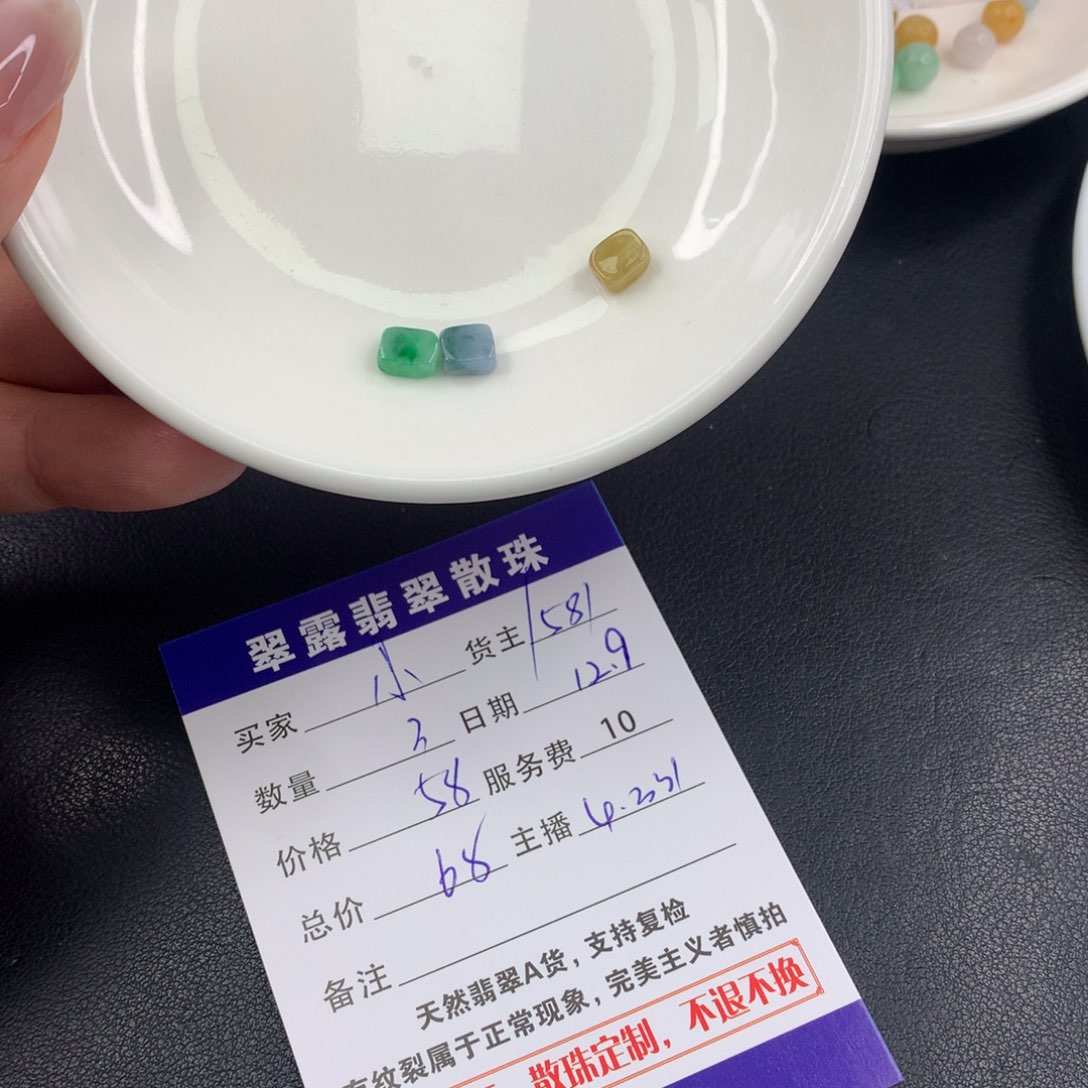 翠露翡翠散珠
买家 小 货主 1581
数量 3 日期 12.9
价格 58 服务费 10
总价 68 主播
备注
天然翡翠A货，支持复检
纹裂属于正常现象，完美主义者慎拍
散珠定制，不退不换